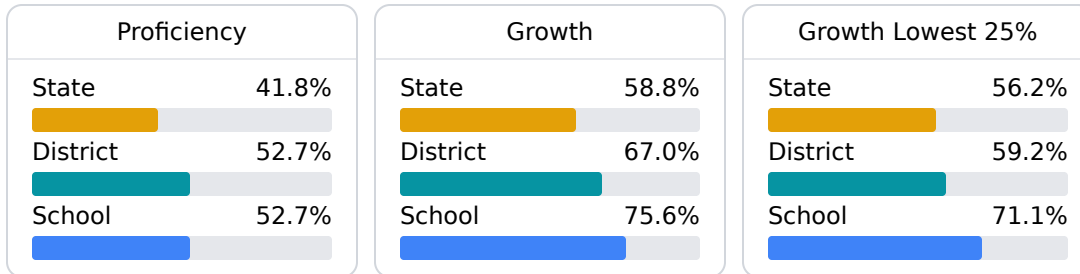 Proficiency
State 41.8%
District 52.7%
School 52.7%
Growth
State 58.8%
District 67.0%
School 75.6%
Growth Lowest 25%
State 56.2%
District 59.2%
School 71.1%